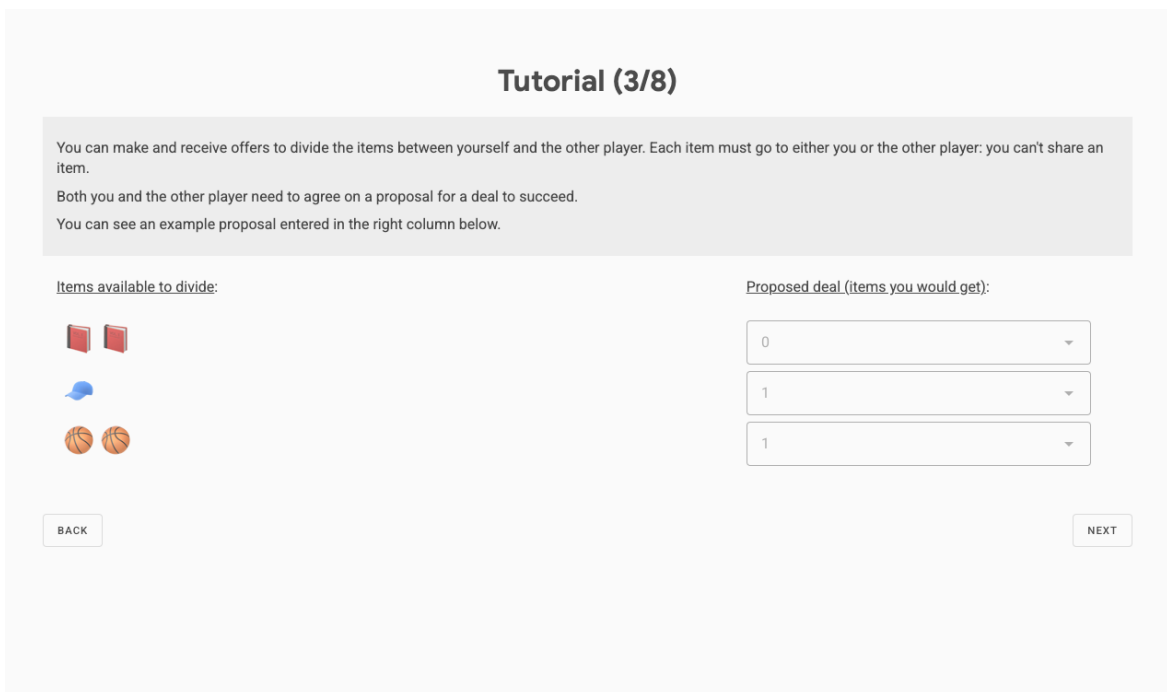 Tutorial (3/8)
You can make and receive offers to divide the items between yourself and the other player. Each item must go to either you or the other player: you can't share an
item.
Both you and the other player need to agree on a proposal for a deal to succeed.
You can see an example proposal entered in the right column below.
Items available to divide:
Proposed deal (items you would get):
0
1
1
BACK
NEXT